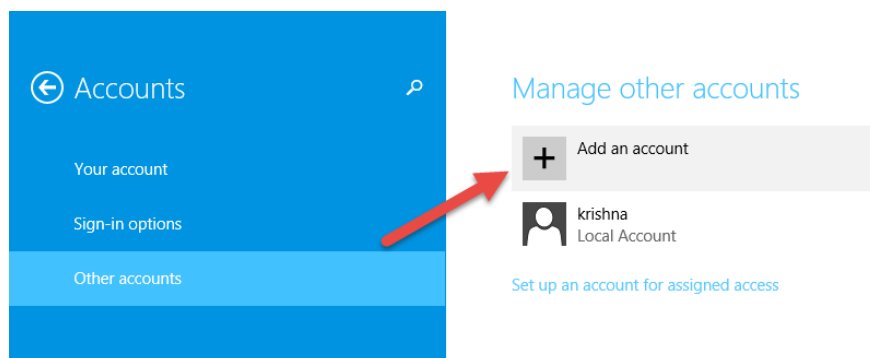 Accounts
Your account
Sign-in options
Other accounts
Manage other accounts
Add an account
krishna
Local Account
Set up an account for assigned access